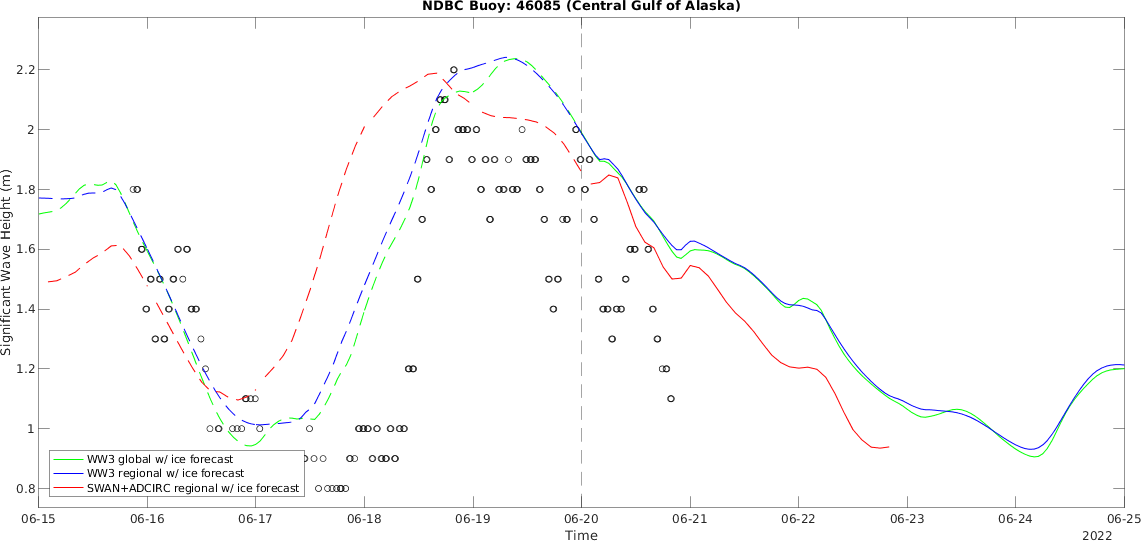 NDBC Buoy: 46085 (Central Gulf of Alaska)
Significant Wave Height (m)
2.2
2
1.8
1.6
1.4
1.2
1
0.8
WW3 global w/ ice forecast
WW3 regional w/ ice forecast
SWAN+ADCIRC regional w/ ice forecast
06-15 06-16 06-17 06-18 06-19 06-20 06-21 06-22 06-23 06-24 06-25
Time
2022